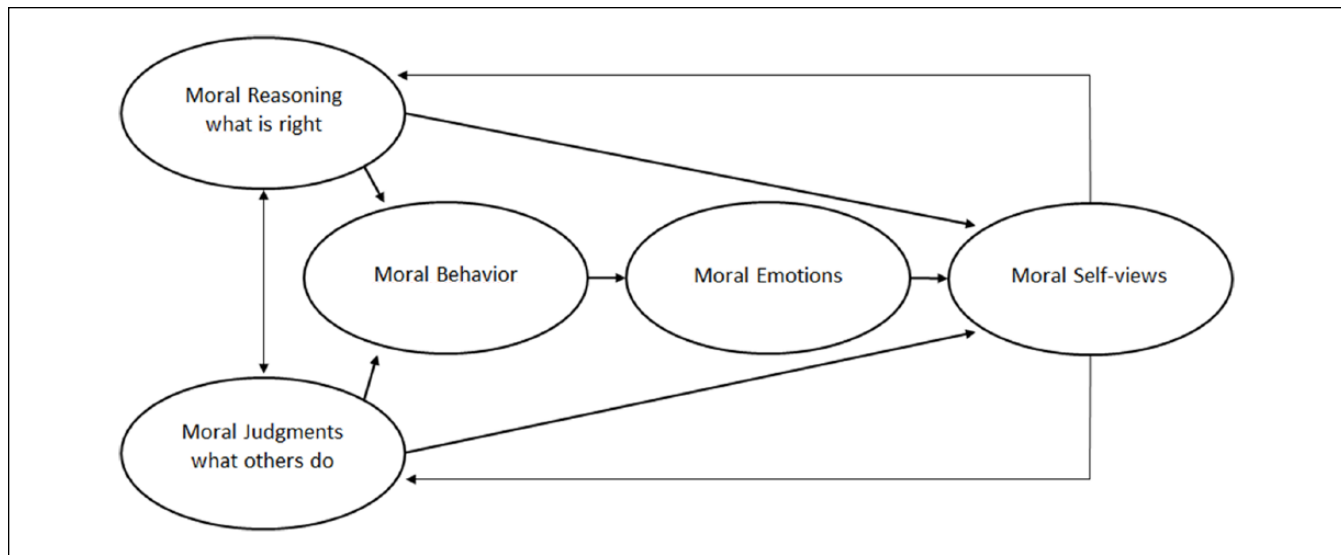 Moral Reasoning
what is right
Moral Behavior
Moral Emotions
Moral Self-views
Moral Judgments
what others do